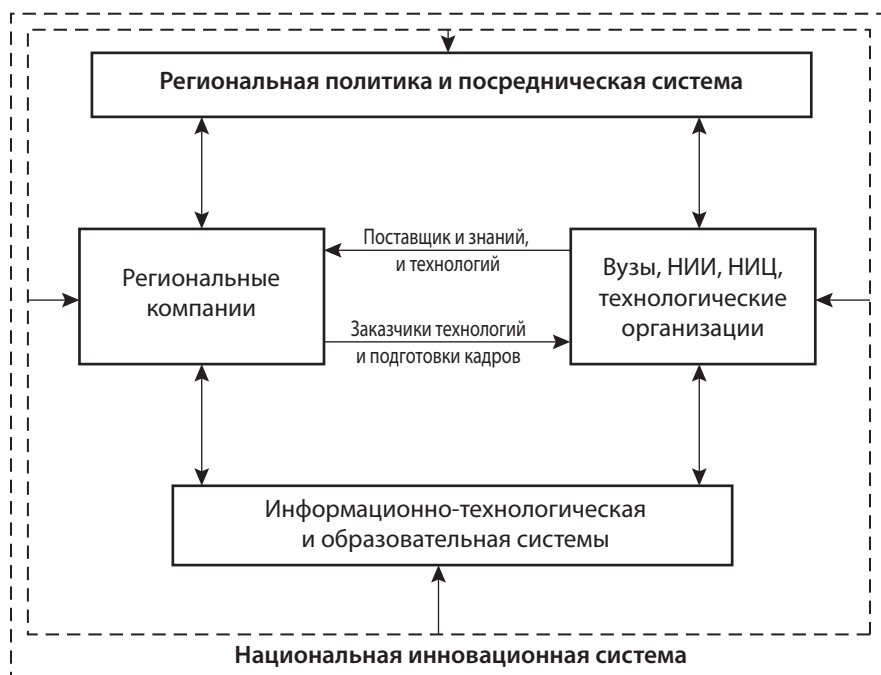 Региональная политика и посредническая система
Поставщик и знаний,
и технологий
Региональные
компании
Вузы, НИИ, НИЦ,
технологические
организации
Заказчики технологий
и подготовки кадров
Информационно-технологическая
и образовательная системы
Национальная инновационная система